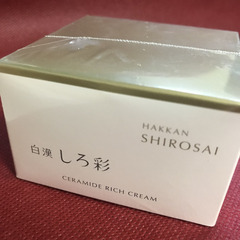 HAKKAN
SHIROSAI
白漢 しろ彩
CERAMIDE RICH CREAM